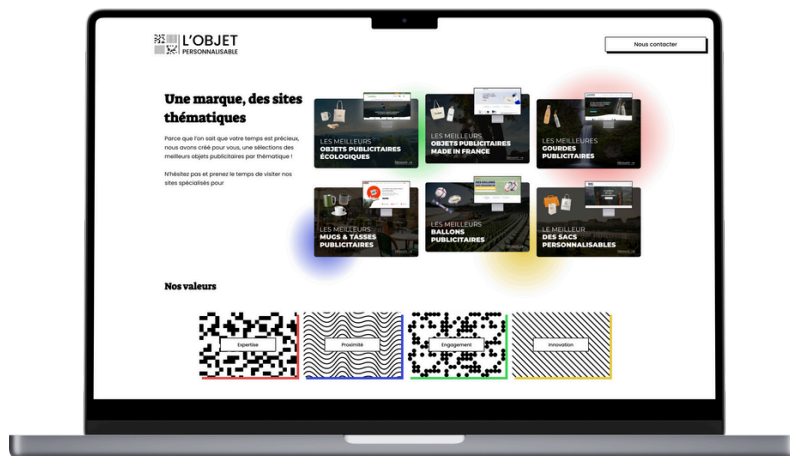 L'OBJET
PERSONNALISABLE
Nous contacter
Une marque, des sites
thématiques
Parce que l'on sait que votre temps est précieux,
nous avons créé pour vous, une sélections des
meilleurs objets publicitaires par thématique !
N'hésitez pas et prenez le temps de visiter nos
sites spécialisés pour
LES MEILLEURS
OBJETS PUBLICITAIRES
ÉCOLOGIQUES
LES MEILLEURS
OBJETS PUBLICITAIRES
MADE IN FRANCE
LES MEILLEURES
GOURDES
PUBLICITAIRES
LES MEILLEURS
MUGS & TASSES
PUBLICITAIRES
LES MEILLEURS
BALLONS
PUBLICITAIRES
LE MEILLEUR
DES SACS
PERSONNALISABLES
Nos valeurs
Expertise
Proximité
Engagement
Innovation